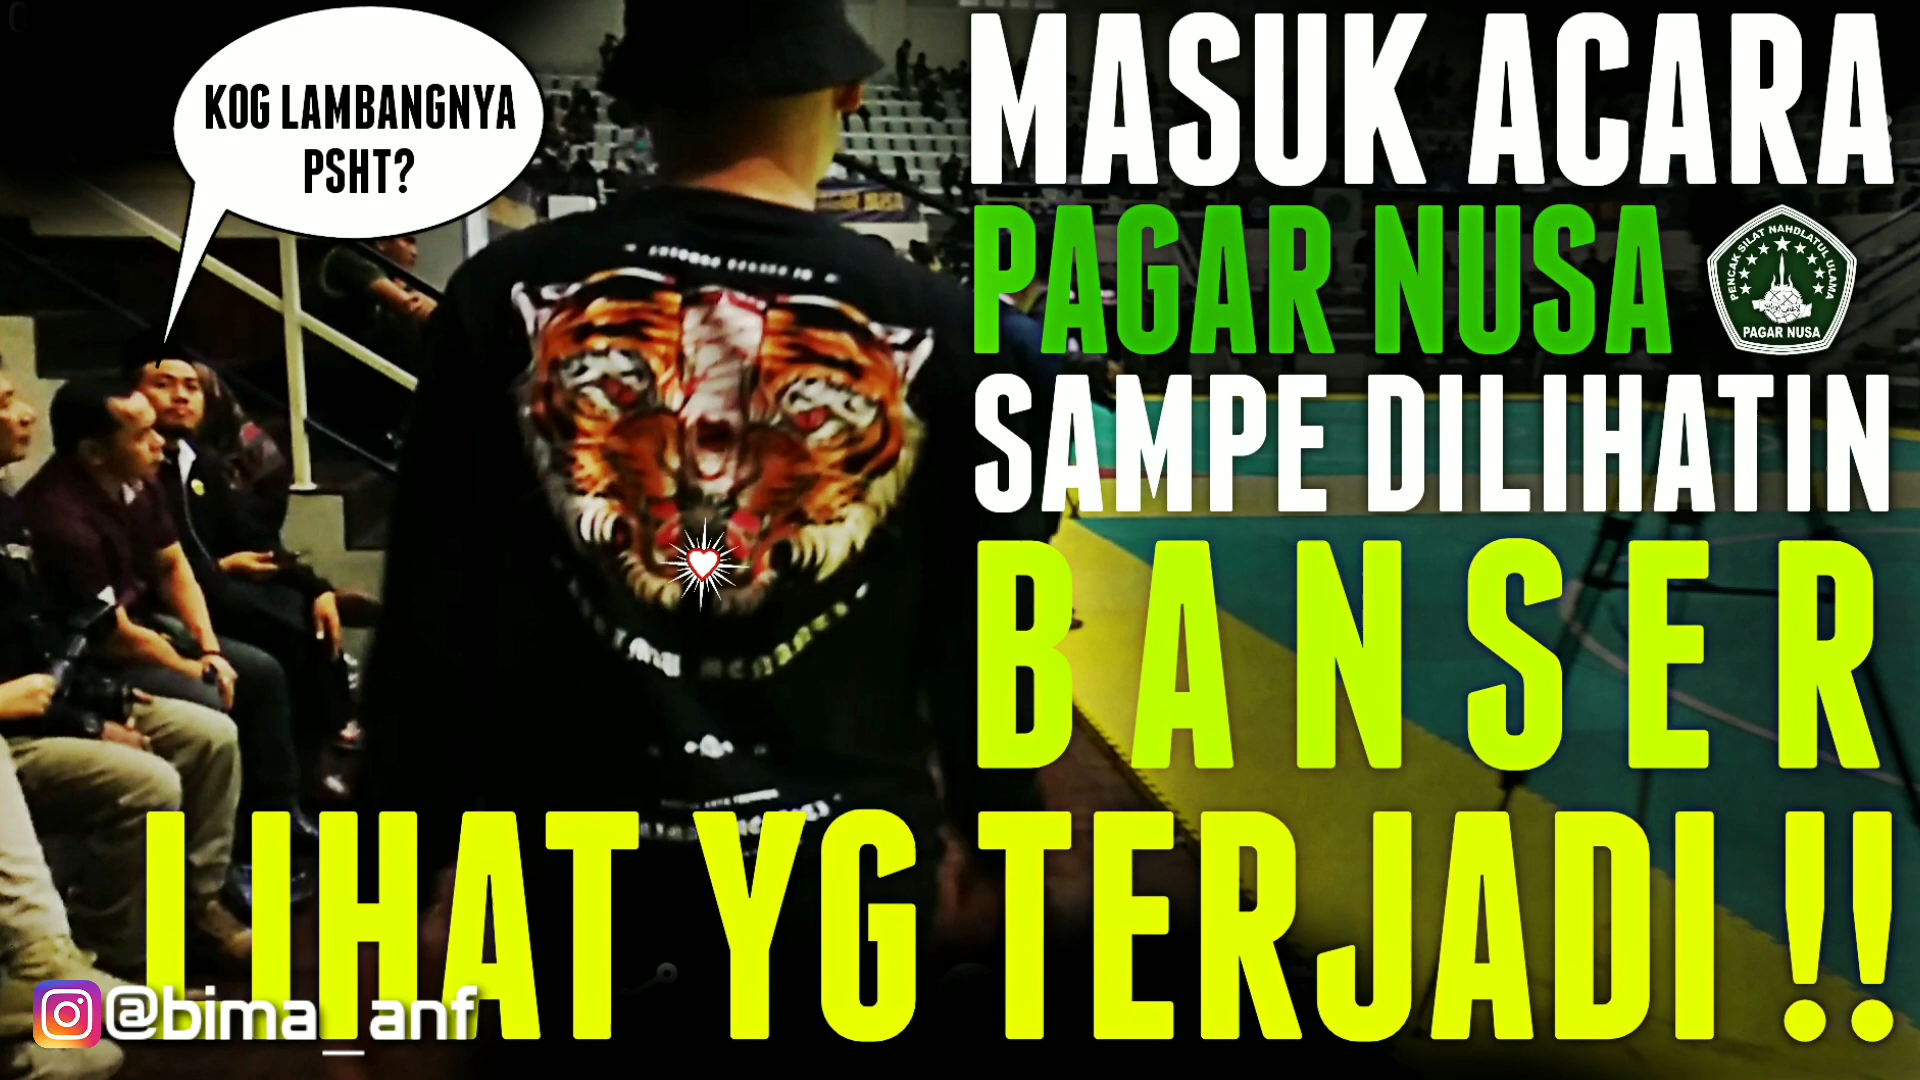 KOG LAMBANGNYA
PSHT?
MASUK ACARA
PAGAR NUSA
PENCAK SILAT NAHDLATUL ULAMA
PAGAR NUSA
SAMPE DILIHATIN
BANSER
LIHAT YG TERJADI !!
@bima_anf